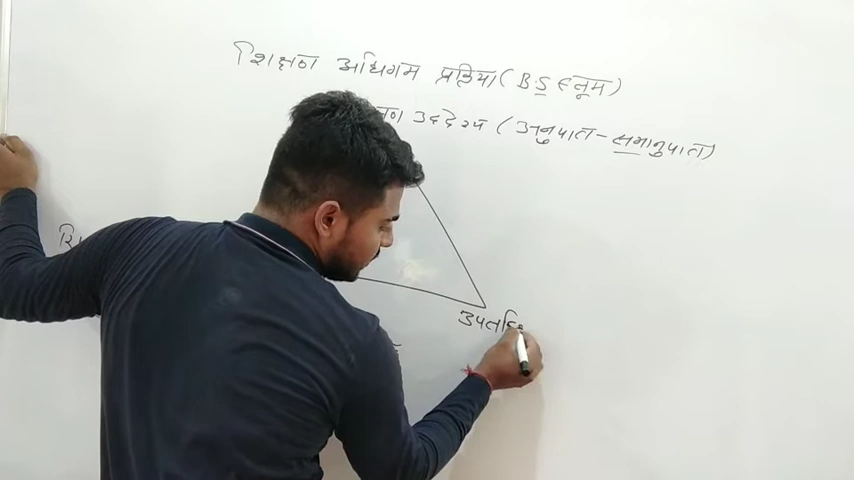 शिक्षण अधिगम प्रक्रिया (B.S ब्लूम)
उद्देश्य (अनुपात-समानुपात)
शि
उपलब्धि